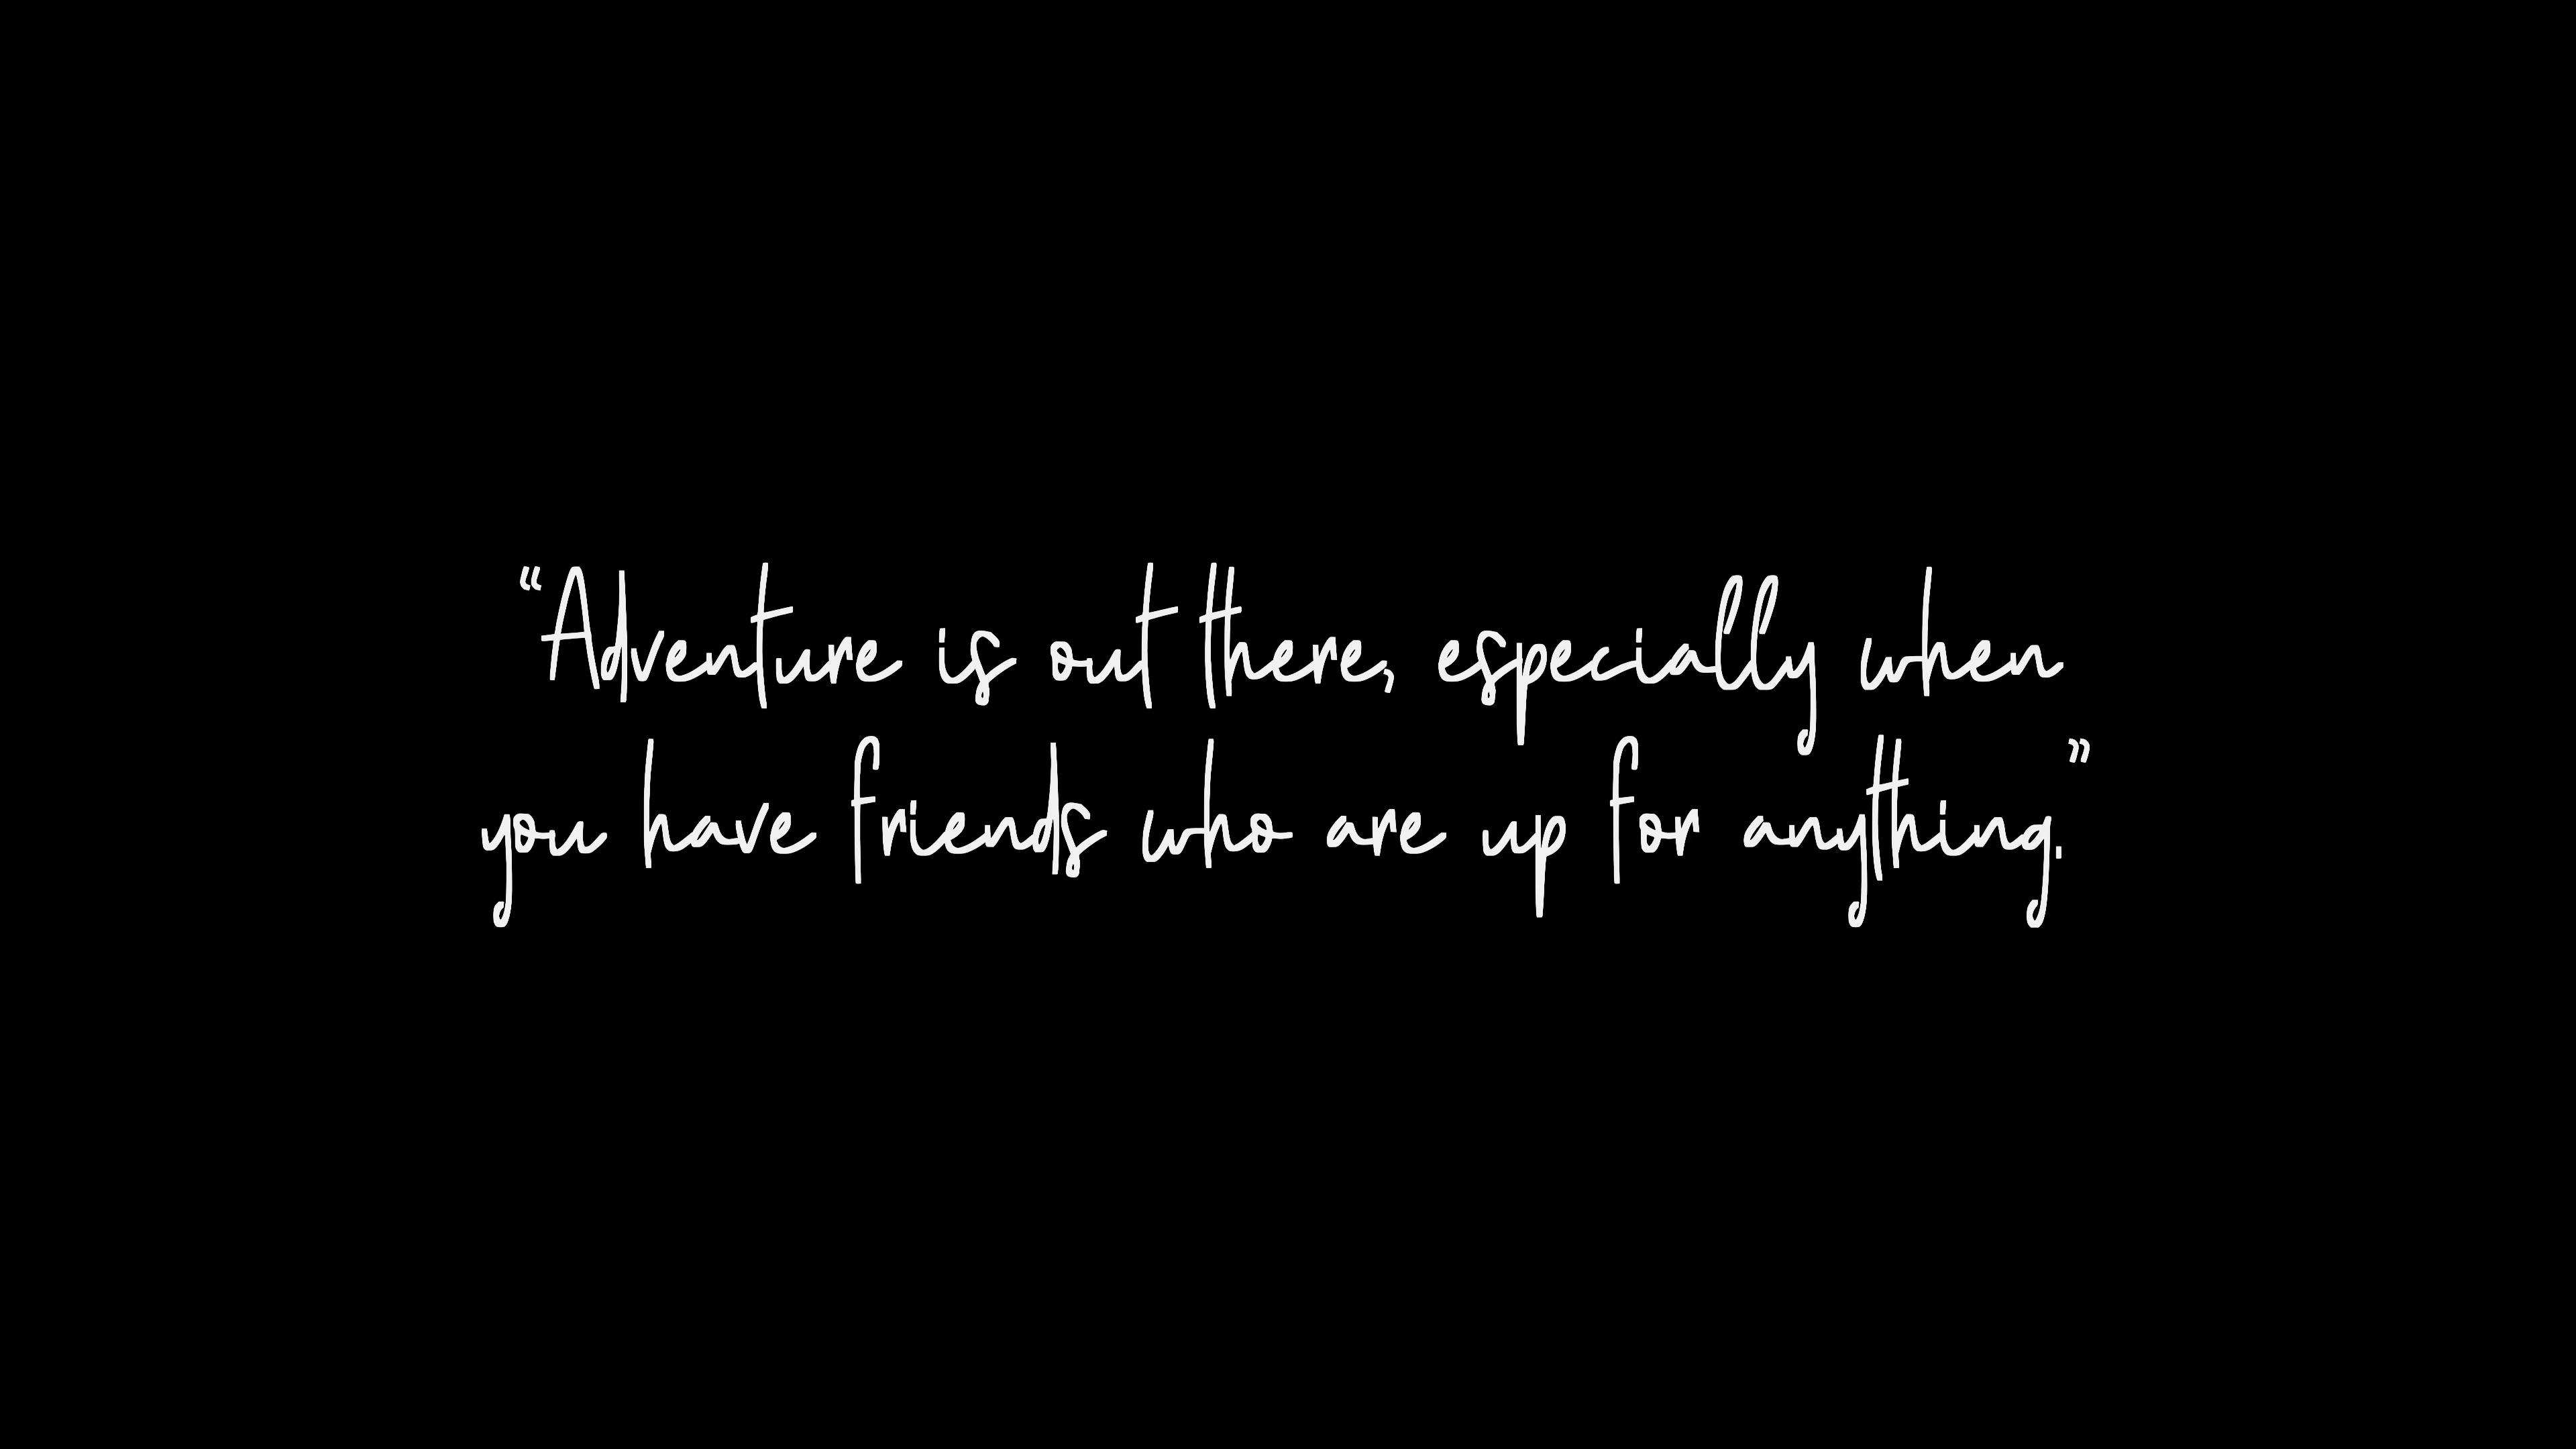 “Adventure is out there, especially when
you have friends who are up for anything.”